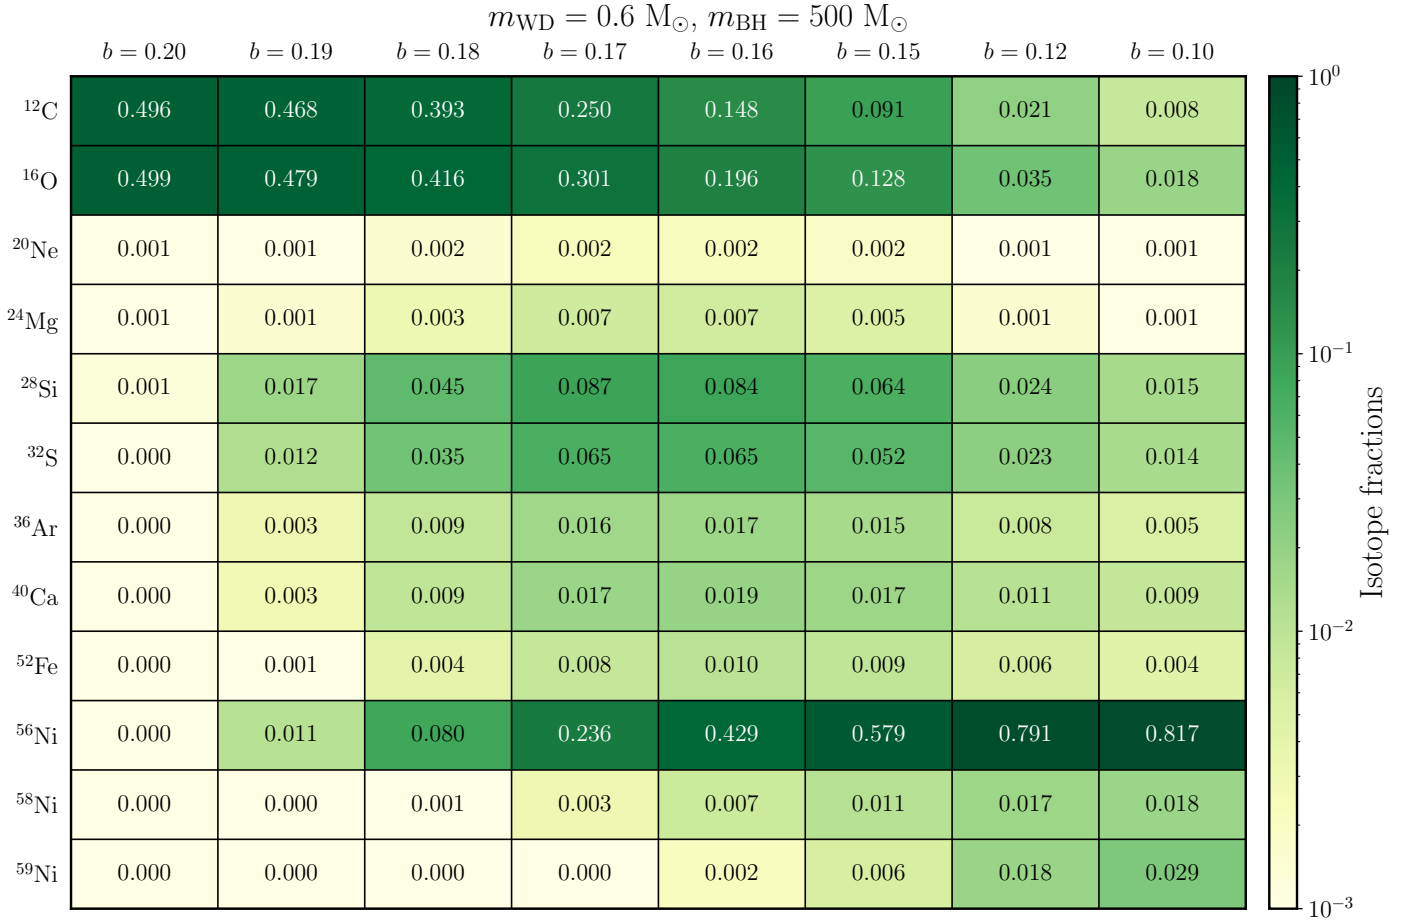 m_WD = 0.6 M_⊙, m_BH = 500 M_⊙
b = 0.20 b = 0.19 b = 0.18 b = 0.17 b = 0.16 b = 0.15 b = 0.12 b = 0.10
¹²C 0.496 0.468 0.393 0.250 0.148 0.091 0.021 0.008
¹⁶O 0.499 0.479 0.416 0.301 0.196 0.128 0.035 0.018
²⁰Ne 0.001 0.001 0.002 0.002 0.002 0.002 0.001 0.001
²⁴Mg 0.001 0.001 0.003 0.007 0.007 0.005 0.001 0.001
²⁸Si 0.001 0.017 0.045 0.087 0.084 0.064 0.024 0.015
³²S 0.000 0.012 0.035 0.065 0.065 0.052 0.023 0.014
³⁶Ar 0.000 0.003 0.009 0.016 0.017 0.015 0.008 0.005
⁴⁰Ca 0.000 0.003 0.009 0.017 0.019 0.017 0.011 0.009
⁵²Fe 0.000 0.001 0.004 0.008 0.010 0.009 0.006 0.004
⁵⁶Ni 0.000 0.011 0.080 0.236 0.429 0.579 0.791 0.817
⁵⁸Ni 0.000 0.000 0.001 0.003 0.007 0.011 0.017 0.018
⁵⁹Ni 0.000 0.000 0.000 0.000 0.002 0.006 0.018 0.029
10⁰
10⁻¹
10⁻²
10⁻³
Isotope fractions